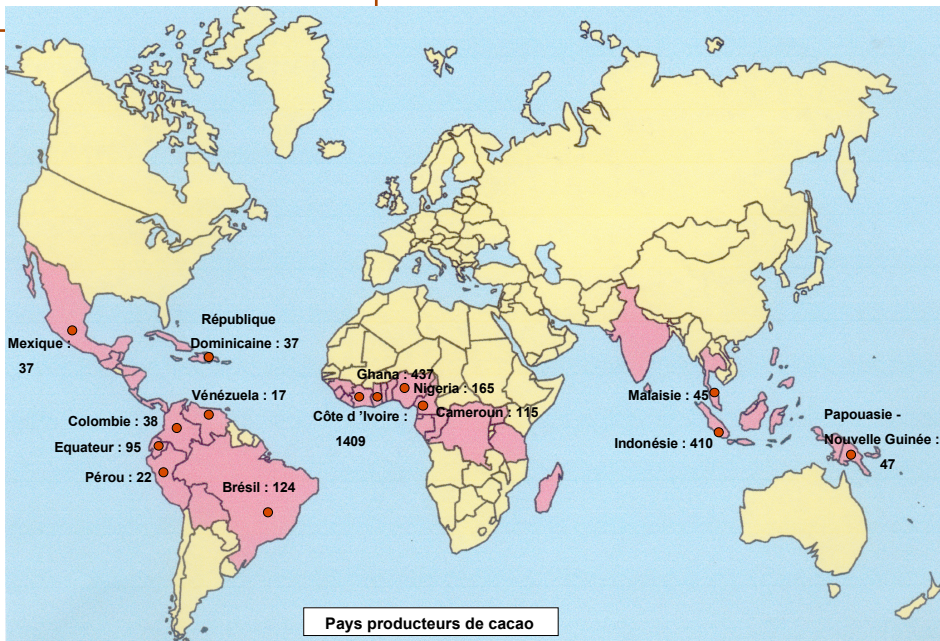 République
Dominicaine : 37
Mexique :
37
Vénézula : 17
Colombie : 38
Equateur : 95
Pérou : 22
Brésil : 124
Ghana : 437
Nigeria : 165
Cameroun : 115
Côte d 'Ivoire :
1409
Malaisie : 45
Indonésie : 410
Papouasie -
Nouvelle Guinée :
47
Pays producteurs de cacao